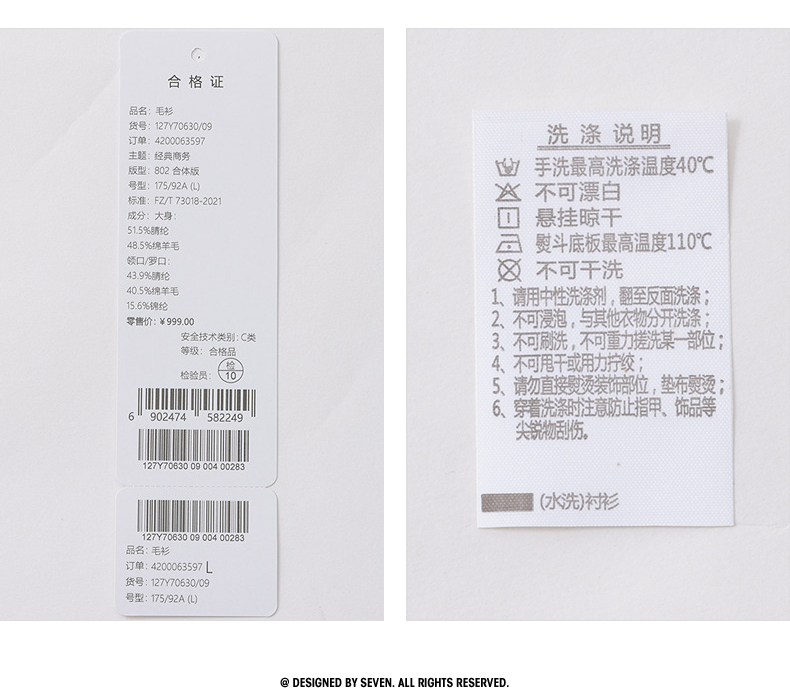 合格证
品名：毛衫
货号：127Y70630/09
订单：4200063597
主题：经典商务
版型：802 合体版
号型：175/92A (L)
标准：FZ/T 73018-2021
成分：大身：
51.5%腈纶
48.5%绵羊毛
领口/罗口：
43.9%腈纶
40.5%绵羊毛
15.6%锦纶
零售价：￥999.00
安全技术类别：C类
等级：合格品
检验员：检 10
6 902474 582249
127Y70630 09 004 00283
127Y70630 09 004 00283
品名：毛衫
订单：4200063597 L
货号：127Y70630/09
号型：175/92A (L)
洗涤说明
手洗最高洗涤温度40℃
不可漂白
悬挂晾干
熨斗底板最高温度110℃
不可干洗
1、请用中性洗涤剂，翻至反面洗涤；
2、不可浸泡，与其他衣物分开洗涤；
3、不可刷洗，不可重力搓洗某一部位；
4、不可甩干或用力拧绞；
5、请勿直接熨烫装饰部位，垫布熨烫；
6、穿着洗涤时注意防止指甲、饰品等
尖锐物刮伤。
(水洗)衬衫
@ DESIGNED BY SEVEN. ALL RIGHTS RESERVED.